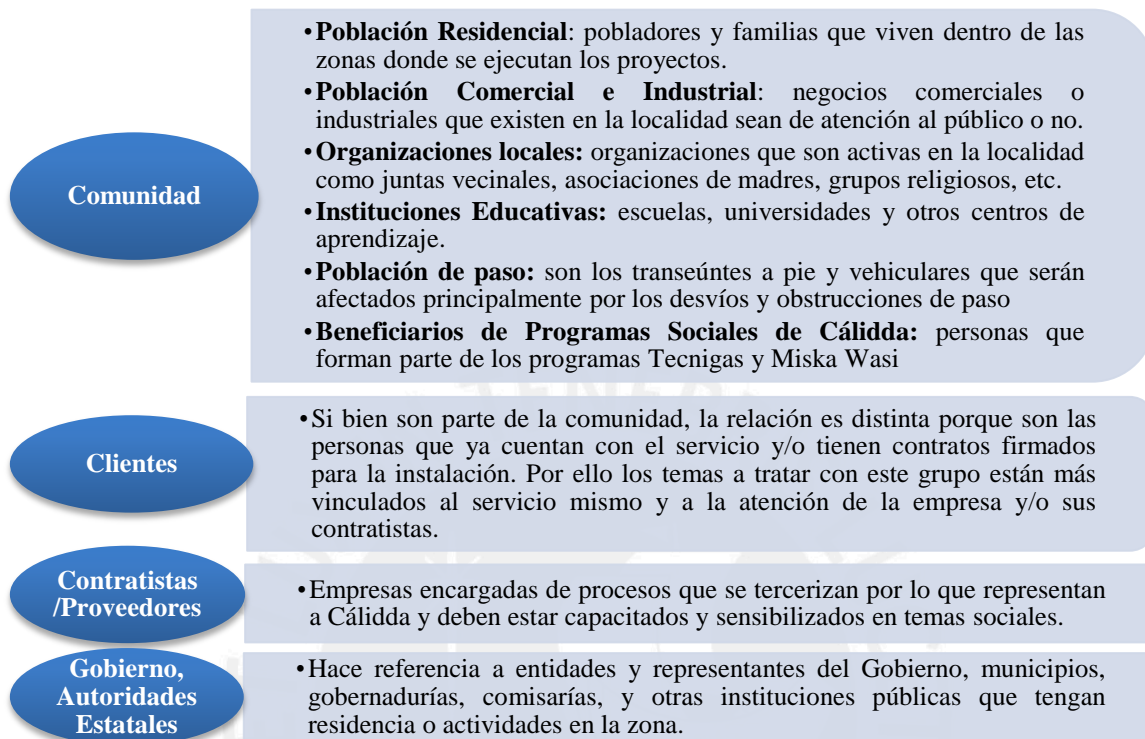 Comunidad
•Población Residencial: pobladores y familias que viven dentro de las
zonas donde se ejecutan los proyectos.
•Población Comercial e Industrial: negocios comerciales o
industriales que existen en la localidad sean de atención al público o no.
•Organizaciones locales: organizaciones que son activas en la localidad
como juntas vecinales, asociaciones de madres, grupos religiosos, etc.
•Instituciones Educativas: escuelas, universidades y otros centros de
aprendizaje.
•Población de paso: son los transeúntes a pie y vehiculares que serán
afectados principalmente por los desvíos y obstrucciones de paso
•Beneficiarios de Programas Sociales de Cálidda: personas que
forman parte de los programas Tecnigas y Miska Wasi
Clientes
•Si bien son parte de la comunidad, la relación es distinta porque son las
personas que ya cuentan con el servicio y/o tienen contratos firmados
para la instalación. Por ello los temas a tratar con este grupo están más
vinculados al servicio mismo y a la atención de la empresa y/o sus
contratistas.
Contratistas
/Proveedores
•Empresas encargadas de procesos que se tercerizan por lo que representan
a Cálidda y deben estar capacitados y sensibilizados en temas sociales.
Gobierno,
Autoridades
Estatales
•Hace referencia a entidades y representantes del Gobierno, municipios,
gobernadurías, comisarías, y otras instituciones públicas que tengan
residencia o actividades en la zona.